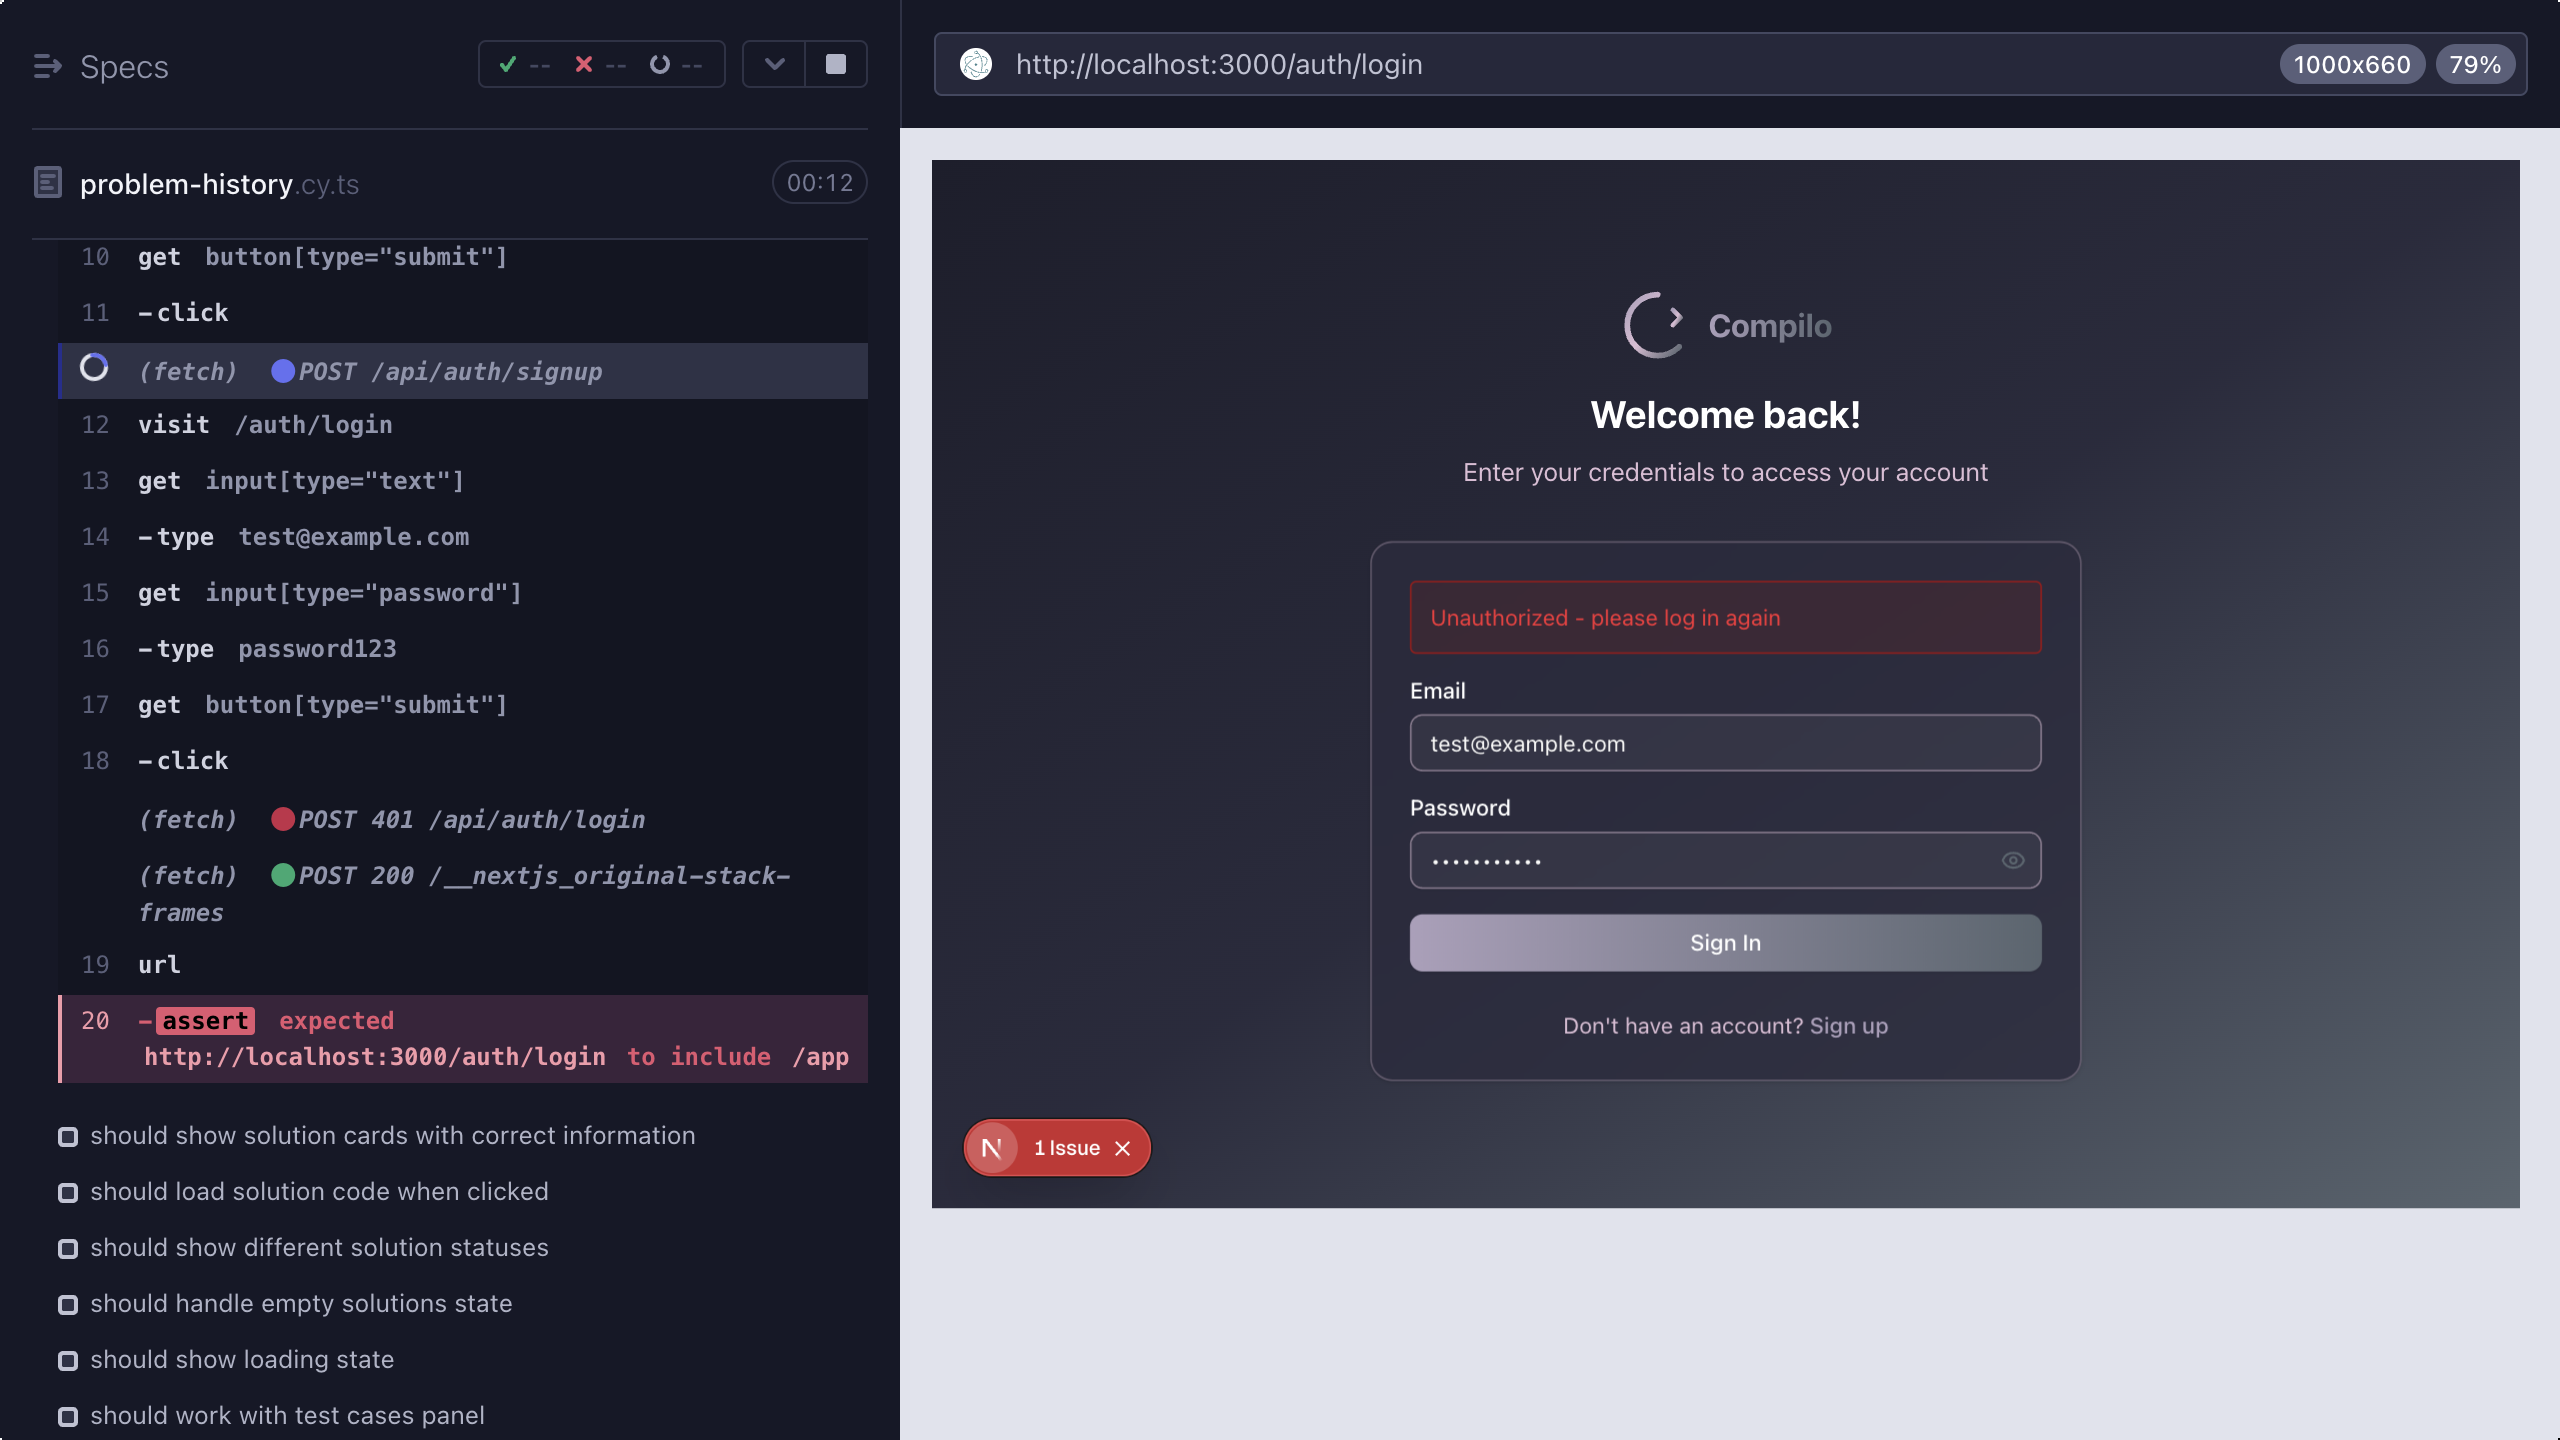 Specs
-- -- --
problem-history.cy.ts
00:12
10 get button[type="submit"]
11 -click
(fetch) POST /api/auth/signup
12 visit /auth/login
13 get input[type="text"]
14 -type test@example.com
15 get input[type="password"]
16 -type password123
17 get button[type="submit"]
18 -click
(fetch) POST 401 /api/auth/login
(fetch) POST 200 /__nextjs_original-stack-
frames
19 url
20 -assert expected
http://localhost:3000/auth/login to include /app
should show solution cards with correct information
should load solution code when clicked
should show different solution statuses
should handle empty solutions state
should show loading state
should work with test cases panel
http://localhost:3000/auth/login
1000x660 79%
Compilo
Welcome back!
Enter your credentials to access your account
Unauthorized - please log in again
Email
test@example.com
Password
•••••••••••
Sign In
Don't have an account? Sign up
N 1 Issue